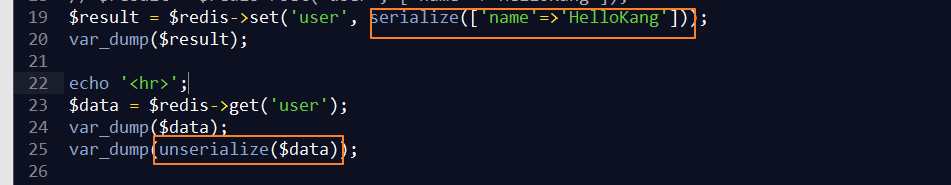 19 $result = $redis->set('user', serialize(['name'=>'HelloKang']));
20 var_dump($result);
21
22 echo '<hr>';
23 $data = $redis->get('user');
24 var_dump($data);
25 var_dump(unserialize($data));
26